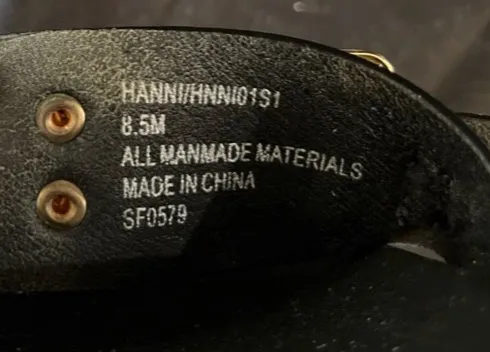 HANNI/HNNI01S1
8.5M
ALL MANMADE MATERIALS
MADE IN CHINA
SF0579